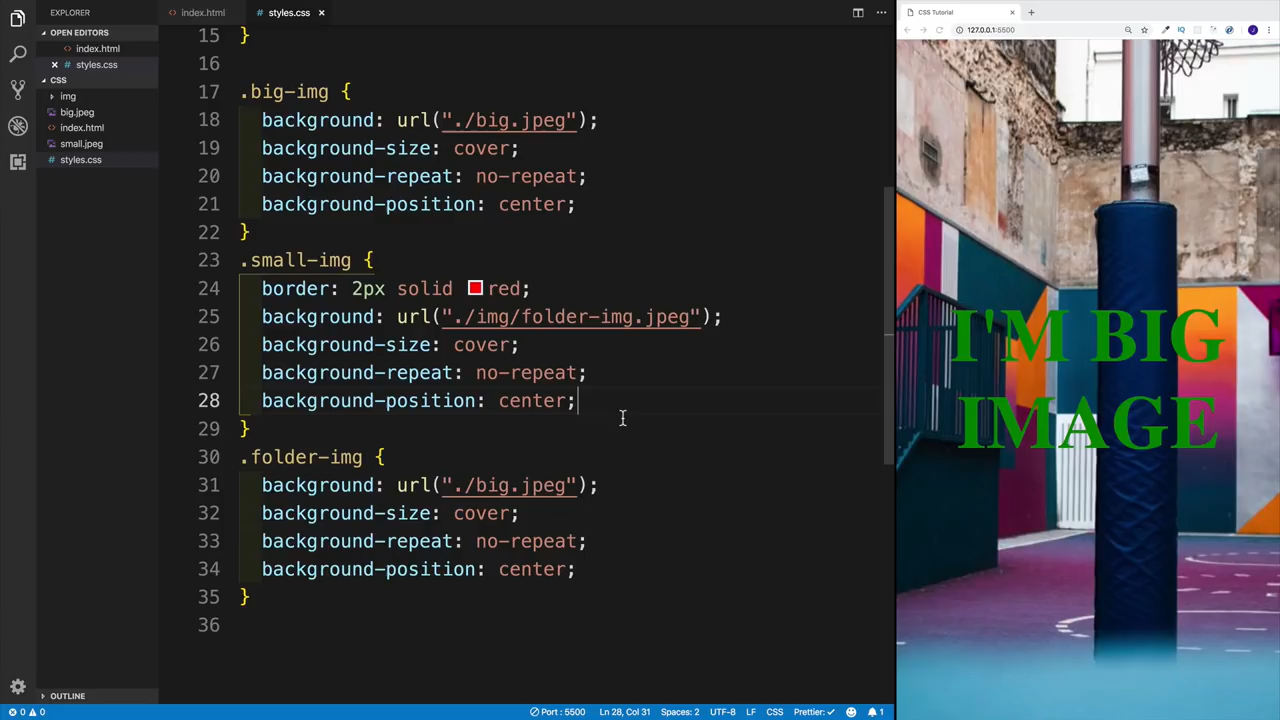 EXPLORER
OPEN EDITORS
index.html
styles.css
CSS
img
big.jpeg
index.html
small.jpeg
styles.css
OUTLINE
index.html
styles.css
15 }
16
17 .big-img {
18 background: url("./big.jpeg");
19 background-size: cover;
20 background-repeat: no-repeat;
21 background-position: center;
22 }
23 .small-img {
24 border: 2px solid red;
25 background: url("./img/folder-img.jpeg");
26 background-size: cover;
27 background-repeat: no-repeat;
28 background-position: center;
29 }
30 .folder-img {
31 background: url("./big.jpeg");
32 background-size: cover;
33 background-repeat: no-repeat;
34 background-position: center;
35 }
36
0 0 Port : 5500 Ln 28, Col 31 Spaces: 2 UTF-8 LF CSS Prettier: ✓ 1
CSS Tutorial
127.0.0.1:5500
IQ
J
I'M BIG
IMAGE